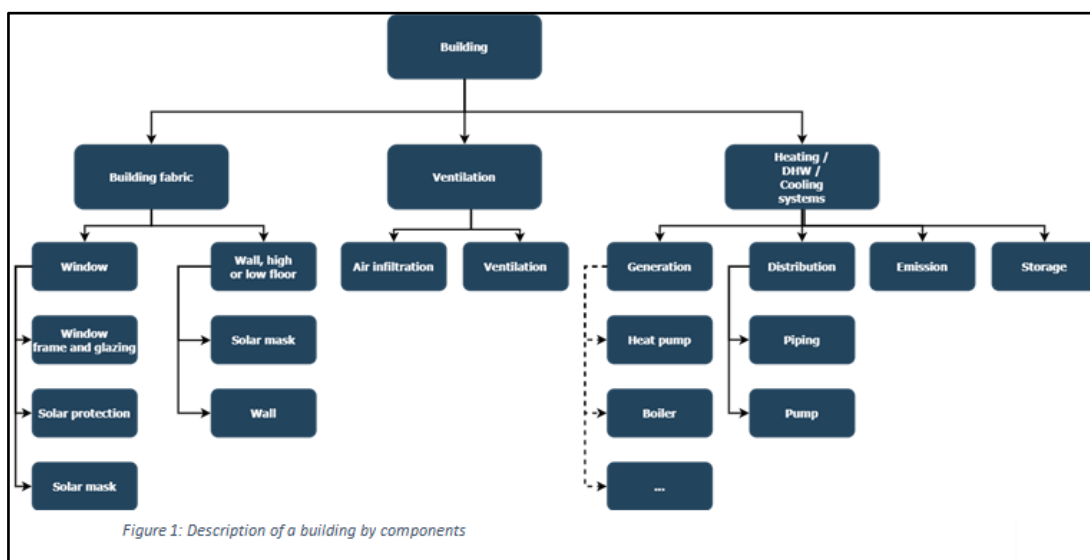 Building
Building fabric
Ventilation
Heating /
DHW /
Cooling
systems
Window
Wall, high
or low floor
Air infiltration
Ventilation
Generation
Distribution
Emission
Storage
Window
frame and glazing
Solar mask
Heat pump
Piping
Solar protection
Wall
Boiler
Pump
Solar mask
...
Figure 1: Description of a building by components